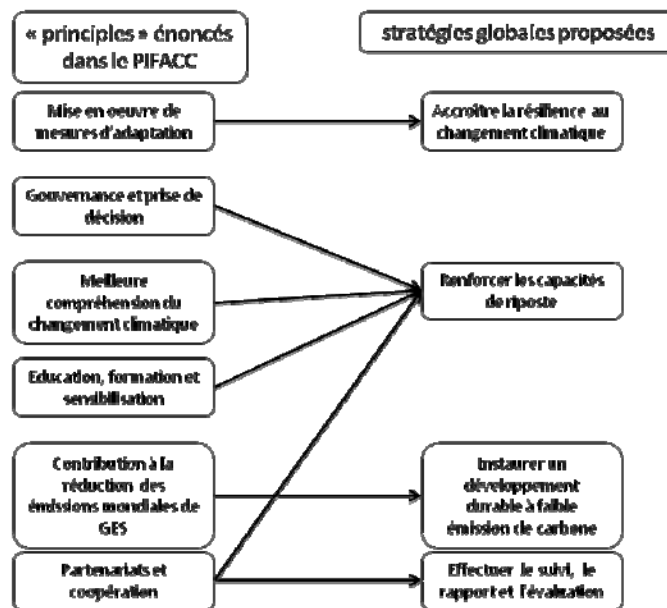 « principles » énoncés
dans le PIFACC
stratégies globales proposées
Mise en oeuvre de
mesures d'adaptation
Accroître la résilience au
changement climatique
Gouvernance et prise de
décision
Meilleure
compréhension du
changement climatique
Renforcer les capacités
de riposte
Education, formation et
sensibilisation
Contribution à la
réduction des
émissions mondiales de
GES
Instaurer un
développement
durable à faible
émission de carbone
Partenariats et
coopération
Effectuer le suivi, le
rapport et l'évaluation